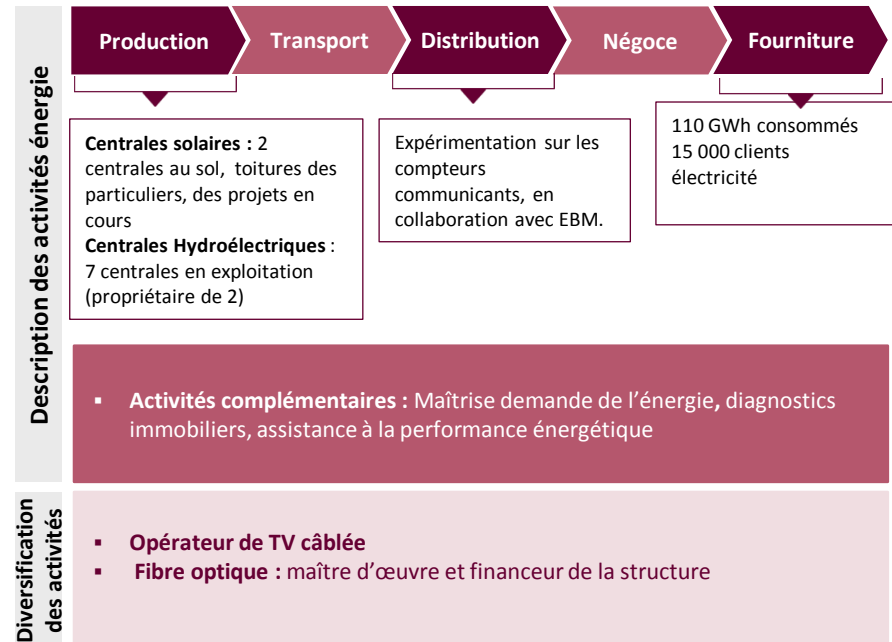 Description des activités énergie
Production
Transport
Distribution
Négoce
Fourniture
Centrales solaires : 2
centrales au sol, toitures des
particuliers, des projets en
cours
Centrales Hydroélectriques :
7 centrales en exploitation
(propriétaire de 2)
Expérimentation sur les
compteurs
communicants, en
collaboration avec EBM.
110 GWh consommés
15 000 clients
électricité
▪ Activités complémentaires : Maîtrise demande de l’énergie, diagnostics
immobiliers, assistance à la performance énergétique
Diversification
des activités
▪ Opérateur de TV câblée
▪ Fibre optique : maître d’œuvre et financeur de la structure